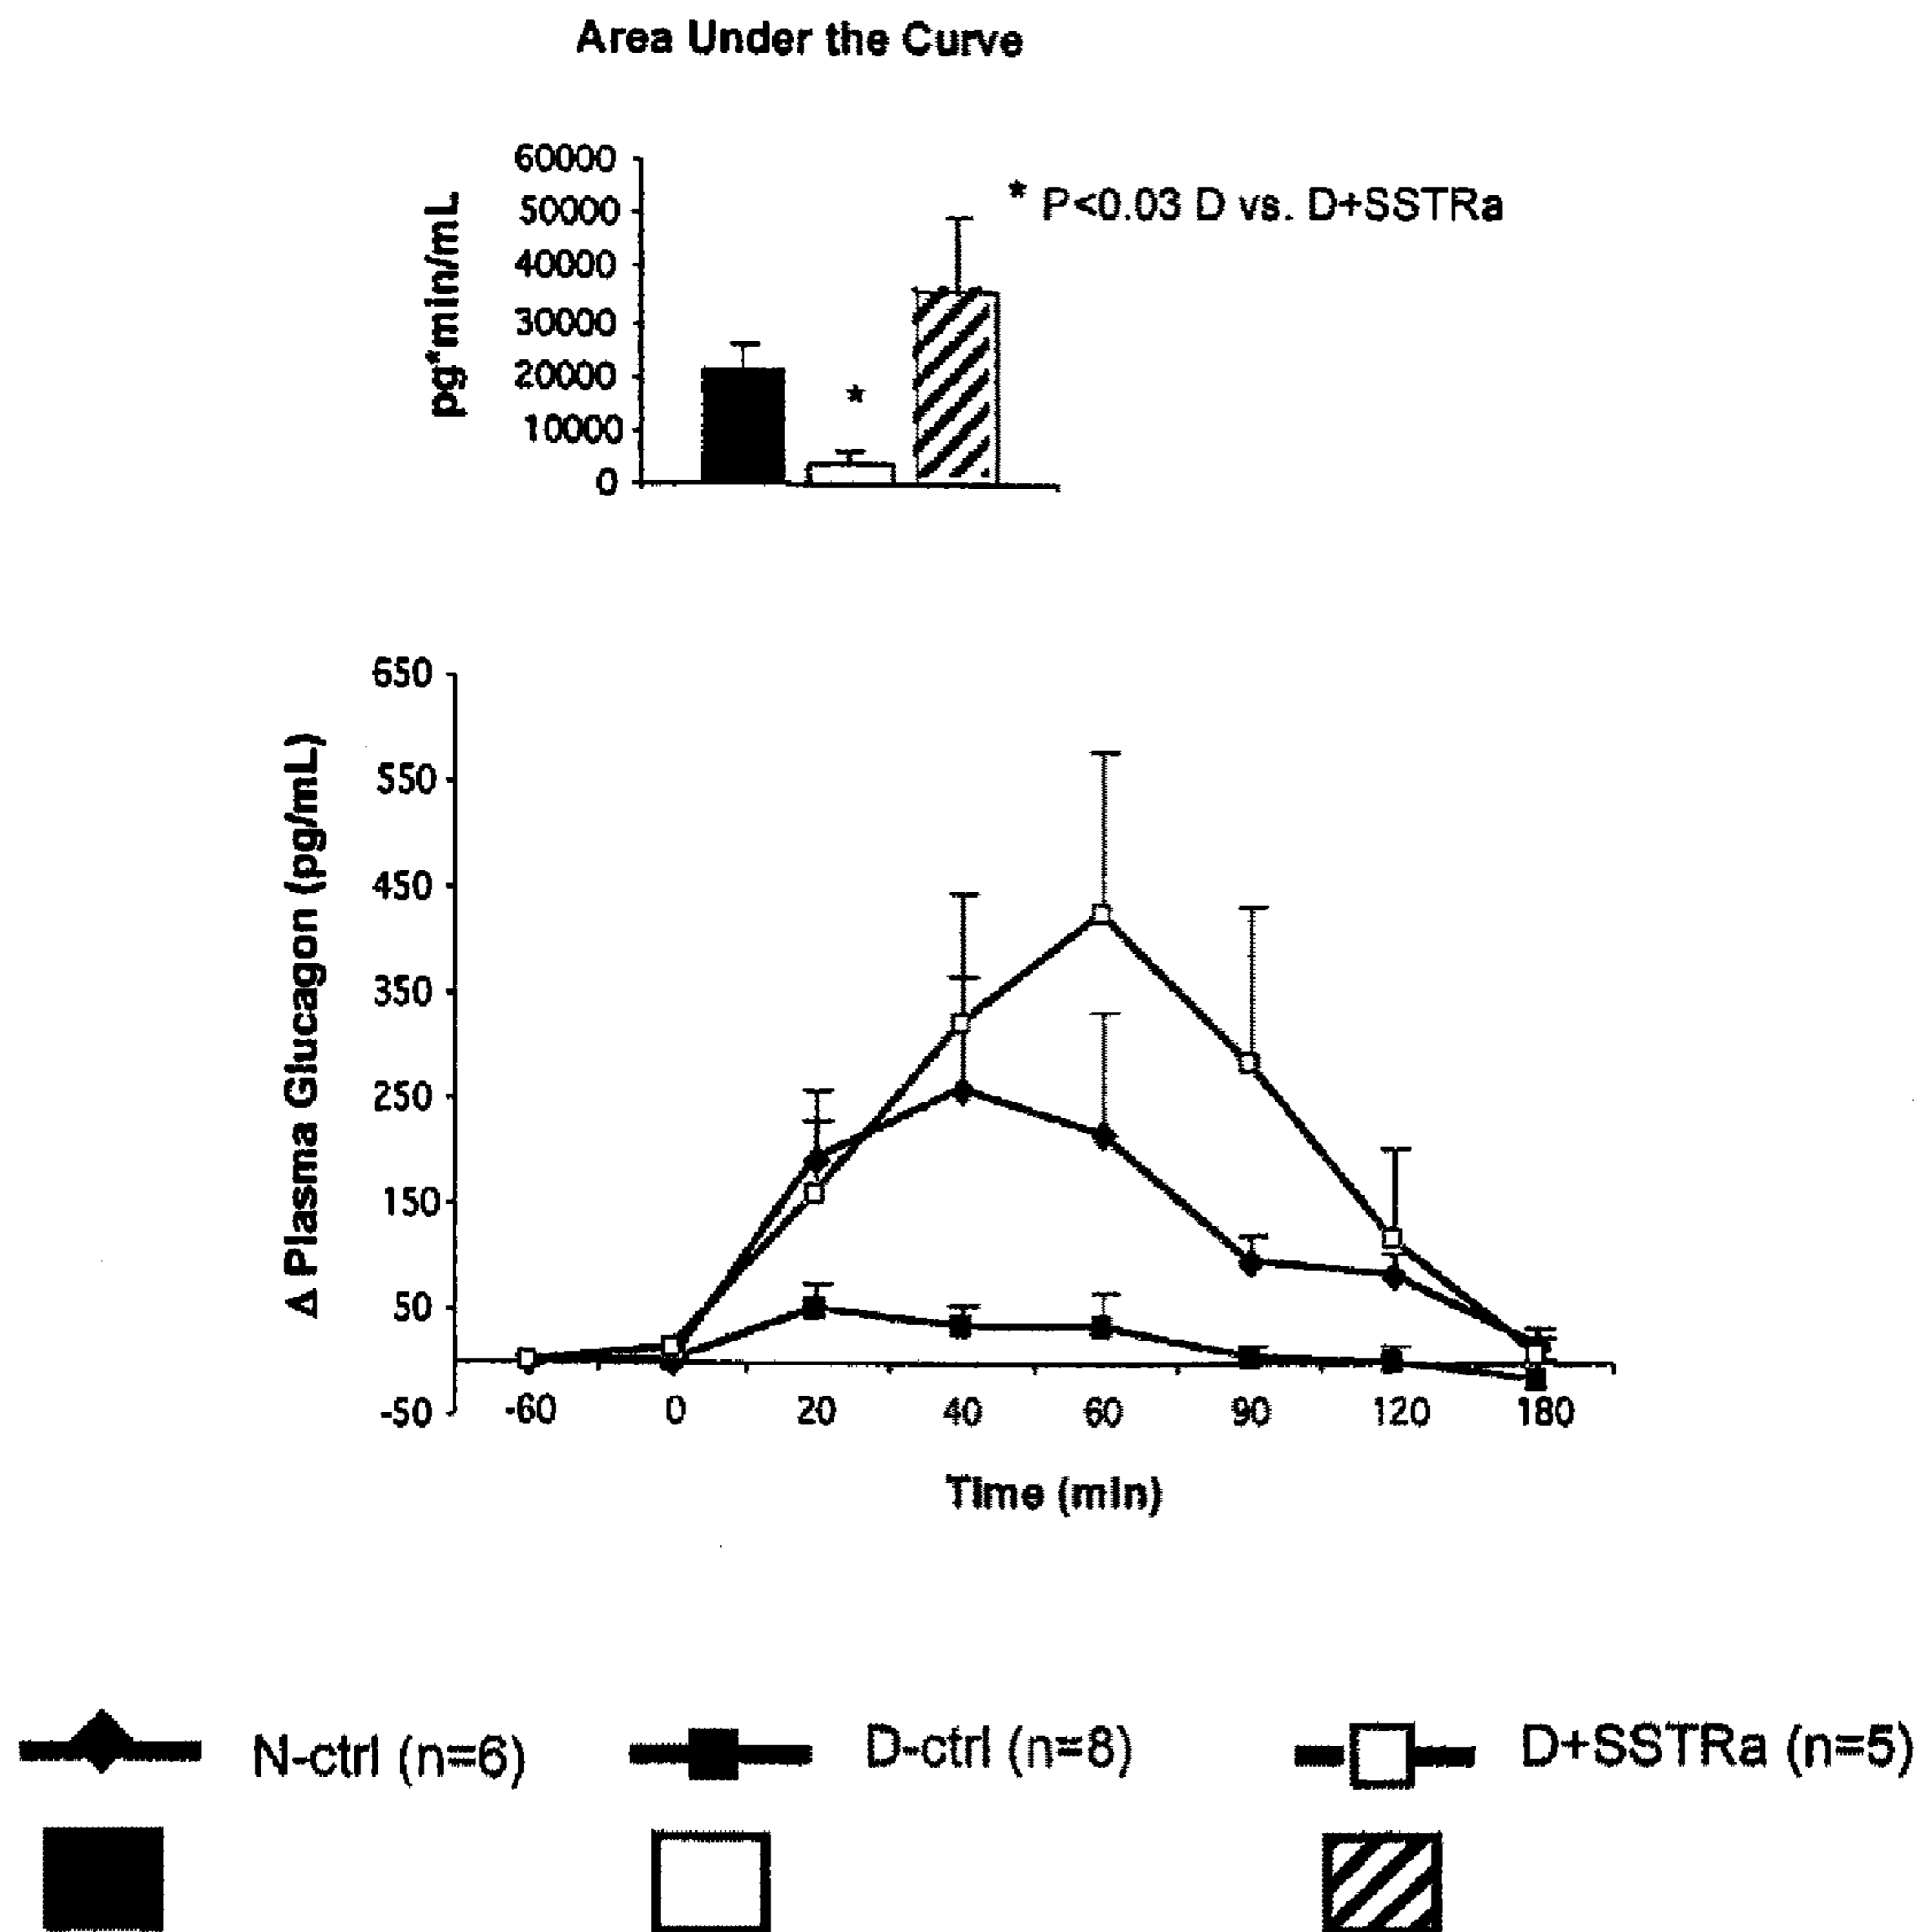 Area Under the Curve
pg*min/mL
60000
50000
40000
30000
20000
10000
0
*
* P<0.03 D vs. D+SSTRa
Δ Plasma Glucagon (pg/mL)
650
550
450
350
250
150
50
-50
-60 0 20 40 60 90 120 180
Time (min)
N-ctrl (n=6) D-ctrl (n=8) D+SSTRa (n=5)